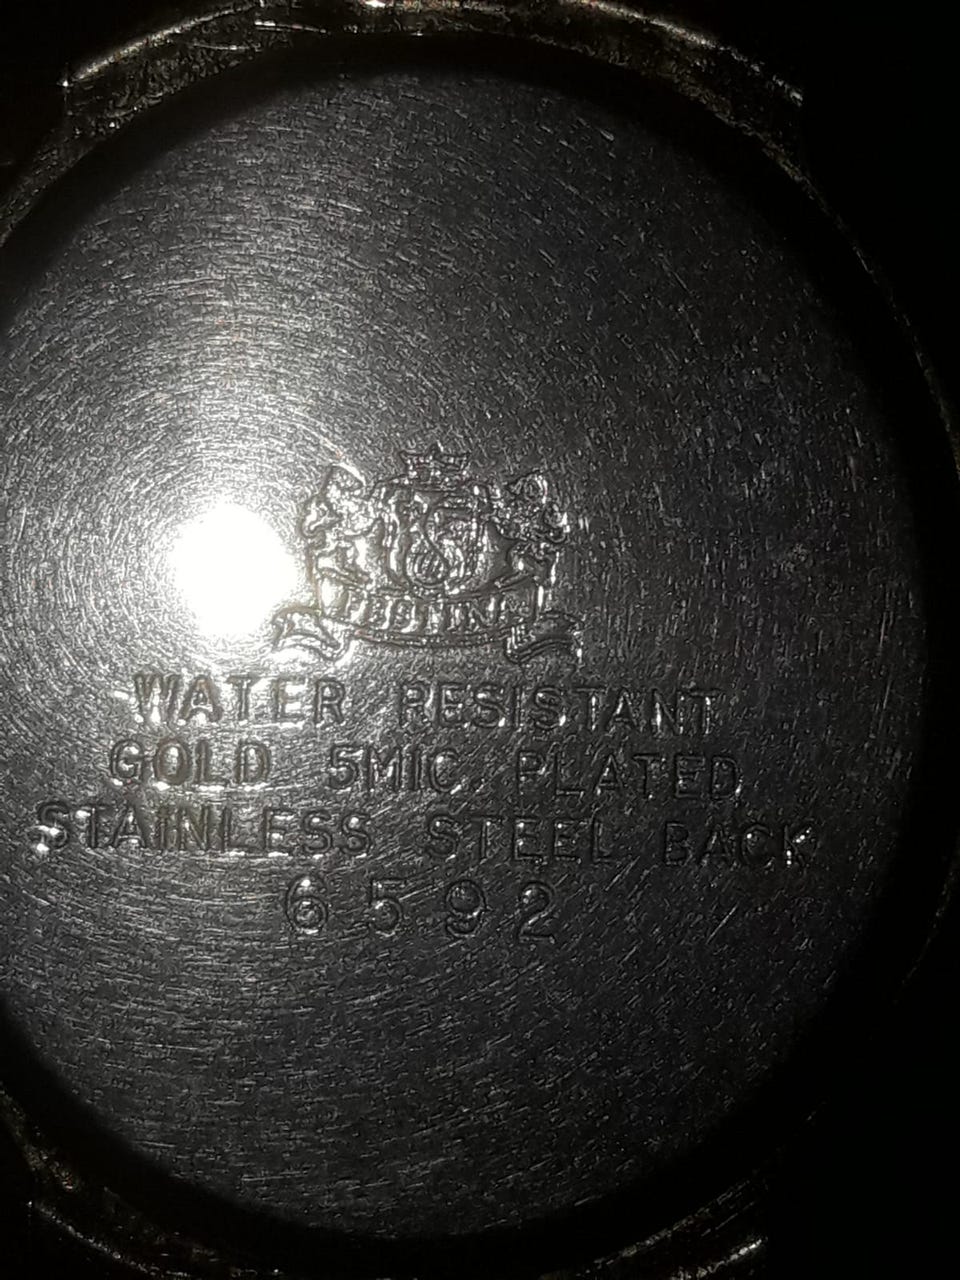 FESTINA
WATER RESISTANT
GOLD 5MIC. PLATED
STAINLESS STEEL BACK
6592